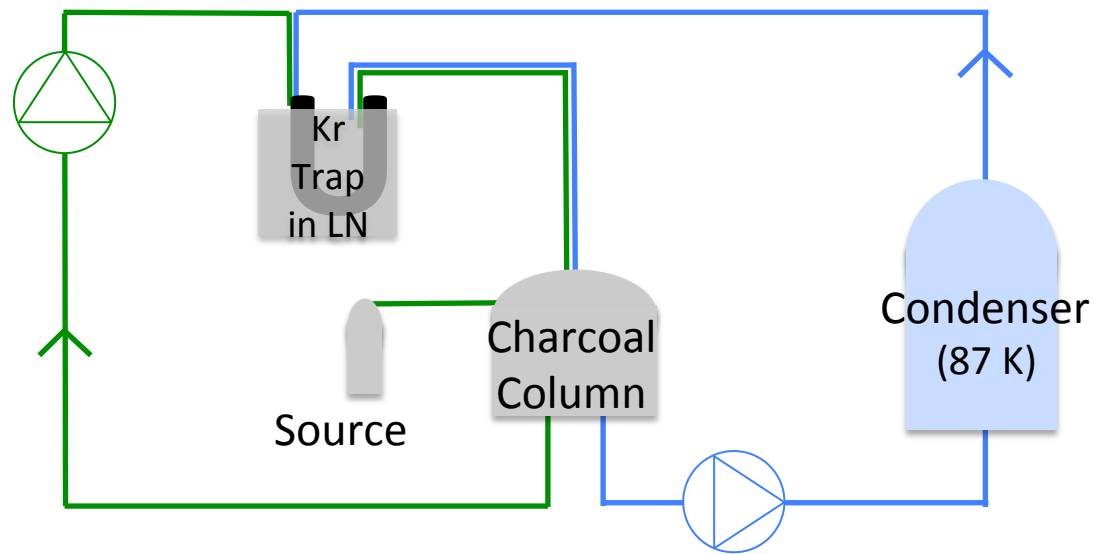 Kr
Trap
in LN
Source
Charcoal
Column
Condenser
(87 K)